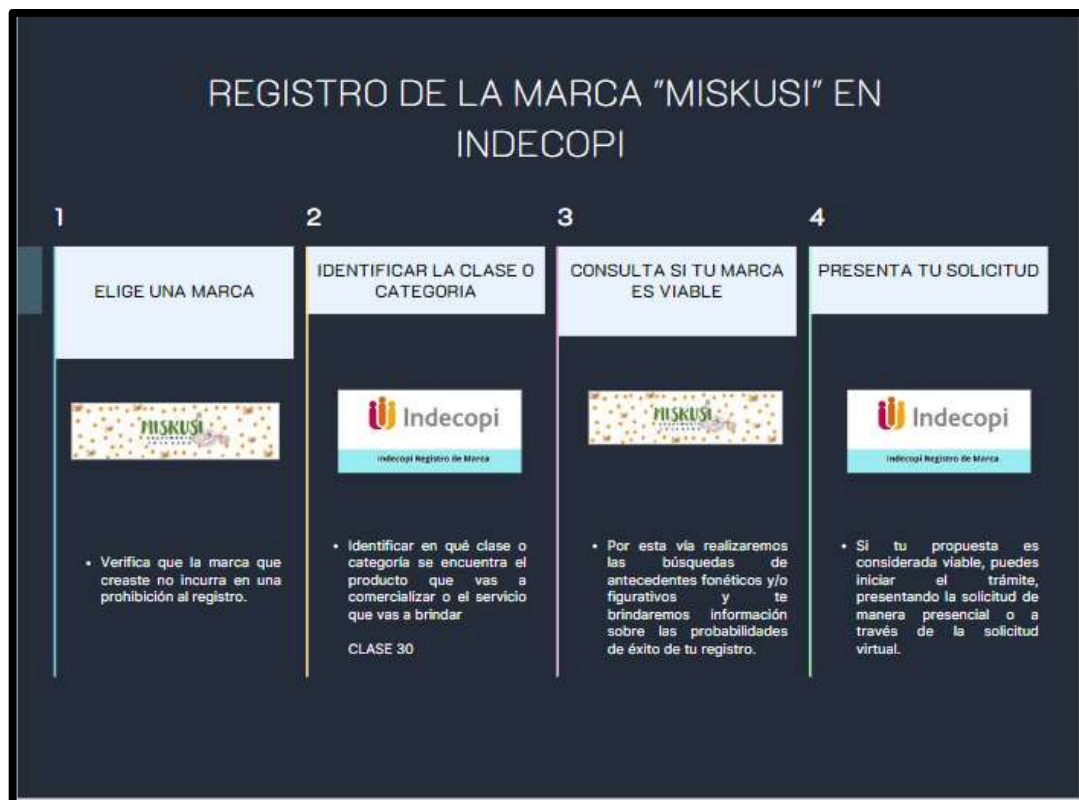 REGISTRO DE LA MARCA "MISKUSI" EN
INDECOPI
1
ELIGE UNA MARCA
MISKUSI
• Verifica que la marca que
creaste no incurra en una
prohibición al registro.
2
IDENTIFICAR LA CLASE O
CATEGORIA
Indecopi
Indecopi Registro de Marca
• Identificar en qué clase o
categoría se encuentra el
producto que vas a
comercializar o el servicio
que vas a brindar
CLASE 30
3
CONSULTA SI TU MARCA
ES VIABLE
MISKUSI
• Por esta vía realizaremos
las búsquedas de
antecedentes fonéticos y/o
figurativos y te
brindaremos información
sobre las probabilidades
de éxito de tu registro.
4
PRESENTA TU SOLICITUD
Indecopi
Indecopi Registro de Marca
• Si tu propuesta es
considerada viable, puedes
iniciar el trámite,
presentando la solicitud de
manera presencial o a
través de la solicitud
virtual.